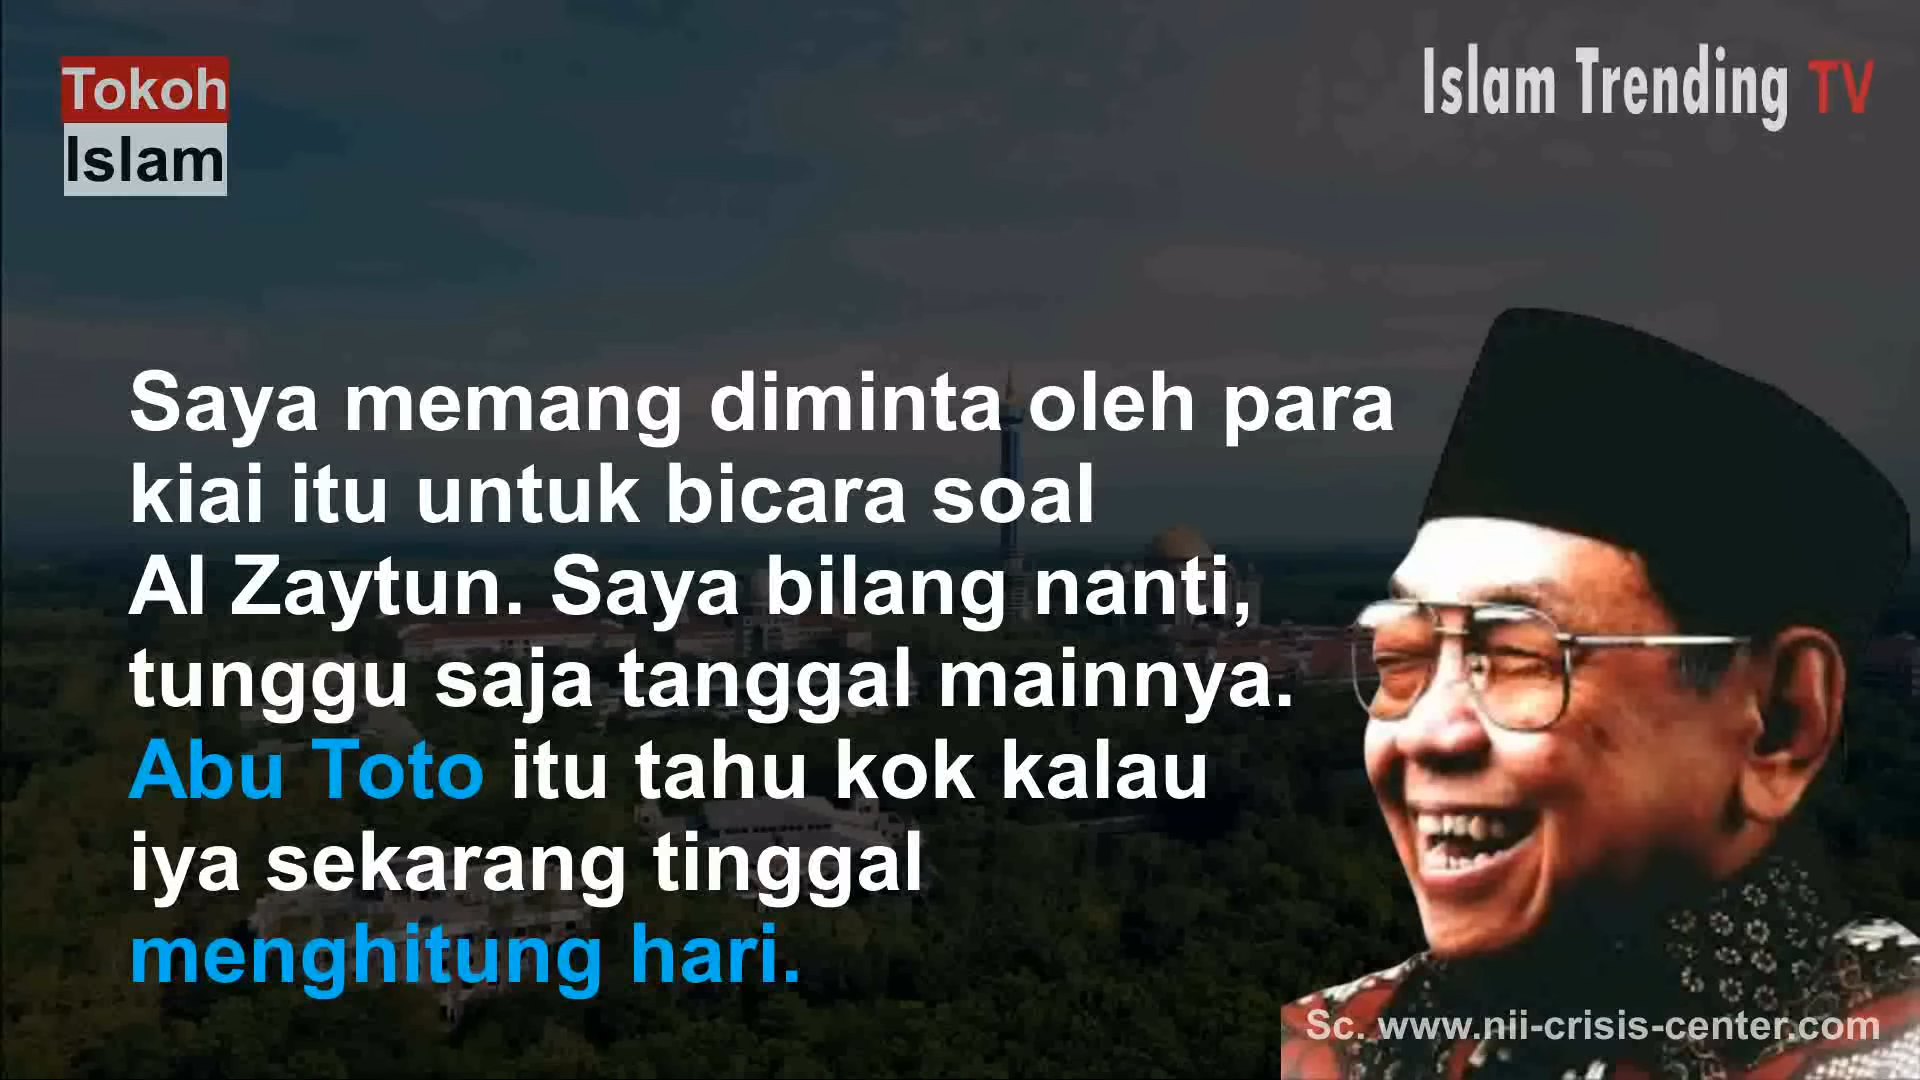 Tokoh
Islam
Islam Trending TV
Saya memang diminta oleh para
kiai itu untuk bicara soal
Al Zaytun. Saya bilang nanti,
tunggu saja tanggal mainnya.
Abu Toto itu tahu kok kalau
iya sekarang tinggal
menghitung hari.
Sc. www.nii-crisis-center.com